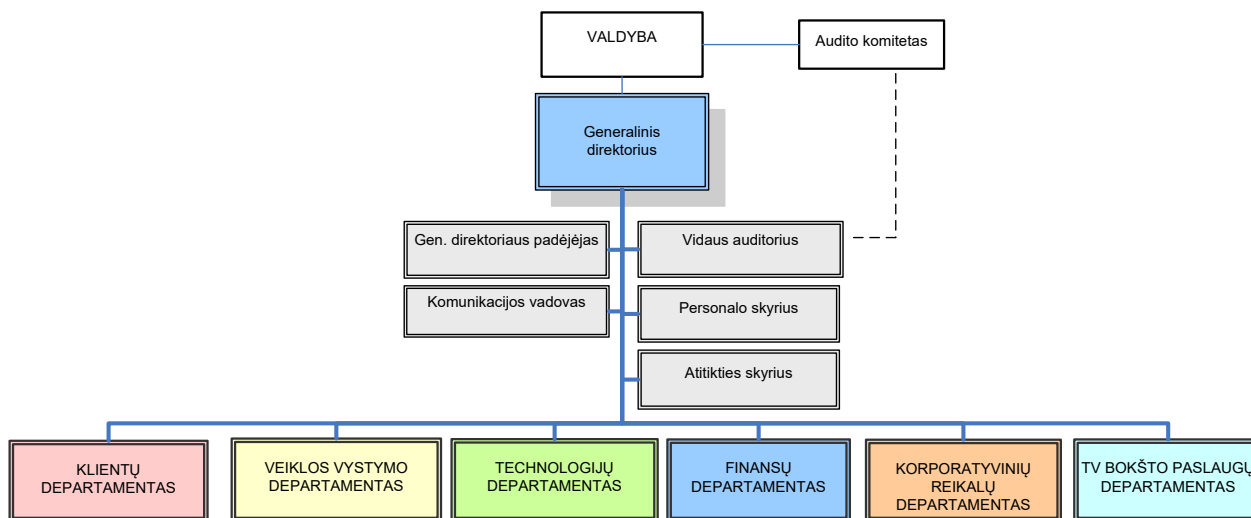 VALDYBA
Audito komitetas
Generalinis
direktorius
Gen. direktoriaus padėjėjas
Vidaus auditorius
Komunikacijos vadovas
Personalo skyrius
Atitikties skyrius
KLIENTŲ
DEPARTAMENTAS
VEIKLOS VYSTYMO
DEPARTAMENTAS
TECHNOLOGIJŲ
DEPARTAMENTAS
FINANSŲ
DEPARTAMENTAS
KORPORATYVINIŲ
REIKALŲ
DEPARTAMENTAS
TV BOKŠTO PASLAUGŲ
DEPARTAMENTAS